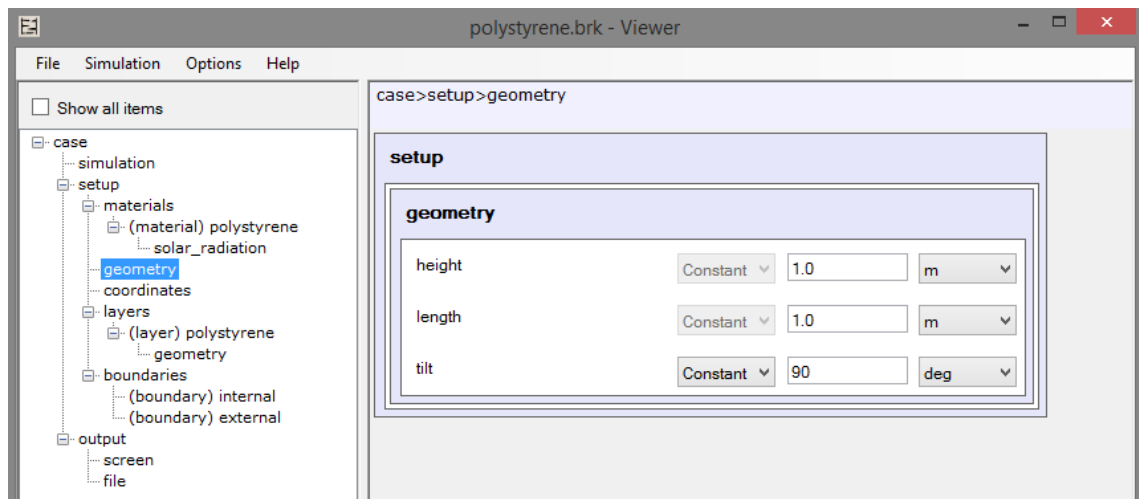 polystyrene.brk - Viewer
File Simulation Options Help
Show all items
case
simulation
setup
materials
(material) polystyrene
solar_radiation
geometry
coordinates
layers
(layer) polystyrene
geometry
boundaries
(boundary) internal
(boundary) external
output
screen
file
case>setup>geometry
setup
geometry
height Constant 1.0 m
length Constant 1.0 m
tilt Constant 90 deg